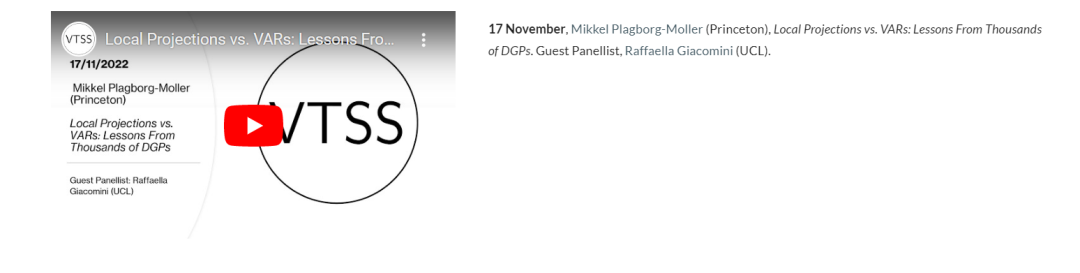 VTSS
Local Projections vs. VARs: Lessons Fro...
17/11/2022
Mikkel Plagborg-Moller
(Princeton)
Local Projections vs.
VARs: Lessons From
Thousands of DGPs
Guest Panellist: Raffaella
Giacomini (UCL)
VTSS
17 November, Mikkel Plagborg-Moller (Princeton), Local Projections vs. VARs: Lessons From Thousands
of DGPs. Guest Panellist, Raffaella Giacomini (UCL).